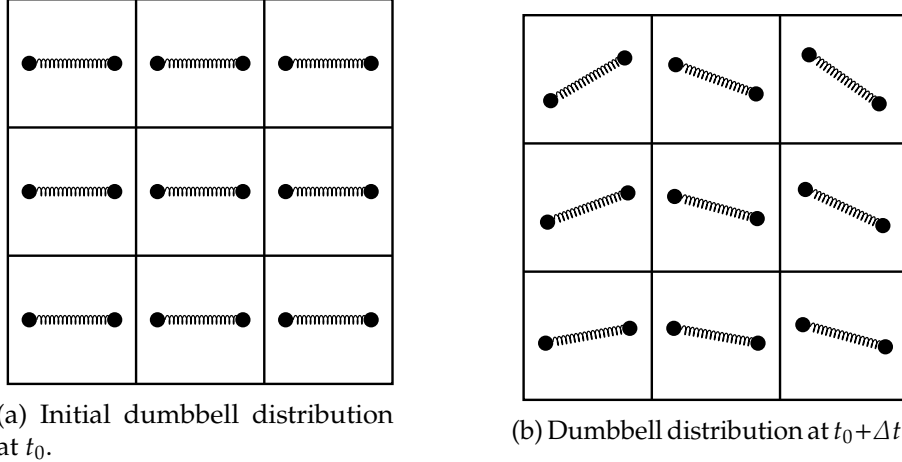 (a) Initial dumbbell distribution
at t₀.
(b) Dumbbell distribution at t₀+Δt